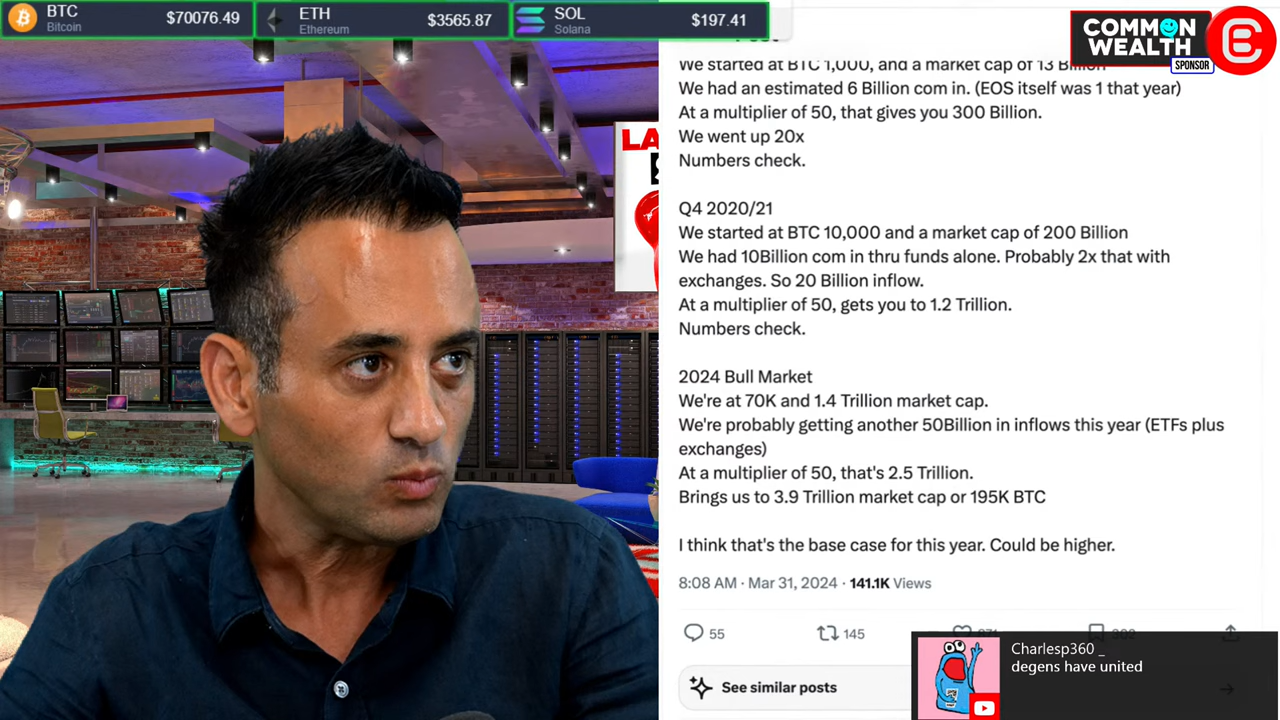 BTC
Bitcoin
$70076.49
ETH
Ethereum
$3565.87
SOL
Solana
$197.41
COMMON
WEALTH
SPONSOR
LA
We started at BTC 1,000, and a market cap of 13 Billion
We had an estimated 6 Billion com in. (EOS itself was 1 that year)
At a multiplier of 50, that gives you 300 Billion.
We went up 20x
Numbers check.
Q4 2020/21
We started at BTC 10,000 and a market cap of 200 Billion
We had 10Billion com in thru funds alone. Probably 2x that with
exchanges. So 20 Billion inflow.
At a multiplier of 50, gets you to 1.2 Trillion.
Numbers check.
2024 Bull Market
We're at 70K and 1.4 Trillion market cap.
We're probably getting another 50Billion in inflows this year (ETFs plus
exchanges)
At a multiplier of 50, that's 2.5 Trillion.
Brings us to 3.9 Trillion market cap or 195K BTC
I think that's the base case for this year. Could be higher.
8:08 AM · Mar 31, 2024 · 141.1K Views
55
145
See similar posts
Charlesp360 _
degens have united